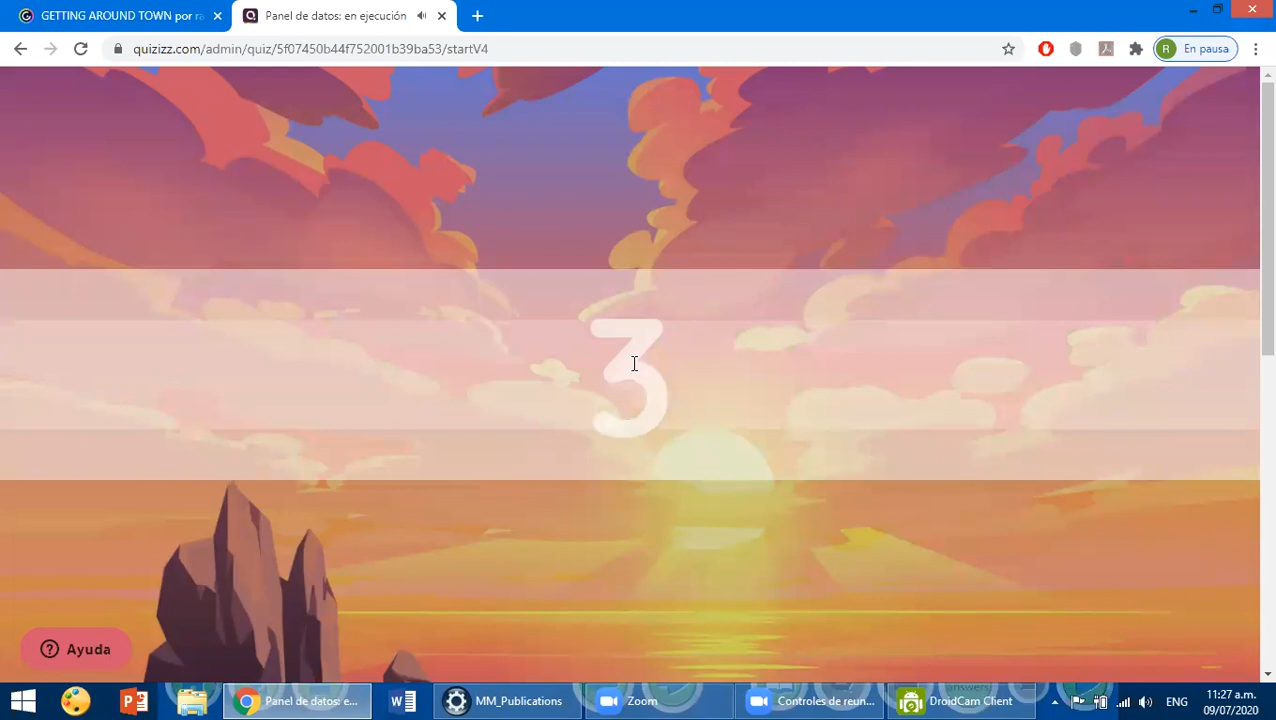 GETTING AROUND TOWN por ra
Panel de datos: en ejecución
quizizz.com/admin/quiz/5f07450b44f752001b39ba53/startV4
R
En pausa
3
Ayuda
Panel de datos: e...
MM_Publications
Zoom
Controles de reun...
DroidCam Client
ENG
11:27 a.m.
09/07/2020